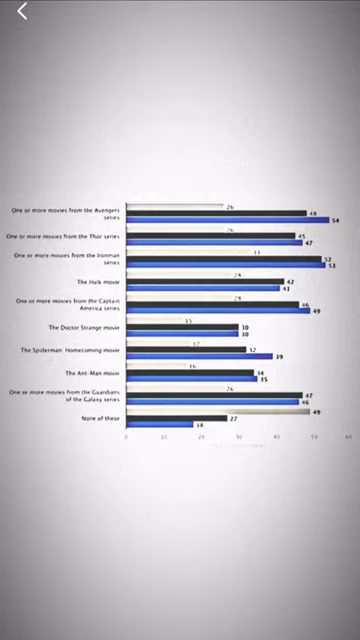 26
One or more movies from the Avengers
series
48
54
26
One or more movies from the Thor series
45
47
33
One or more movies from the Ironman
series
52
53
28
The Hulk movie
42
41
28
One or more movies from the Captain
America series
46
49
15
The Doctor Strange movie
30
30
17
The Spiderman Homecoming movie
32
39
16
The Ant-Man movie
34
35
26
One or more movies from the Guardians
of the Galaxy series
47
46
49
None of these
27
18
0 10 20 30 40 50 60